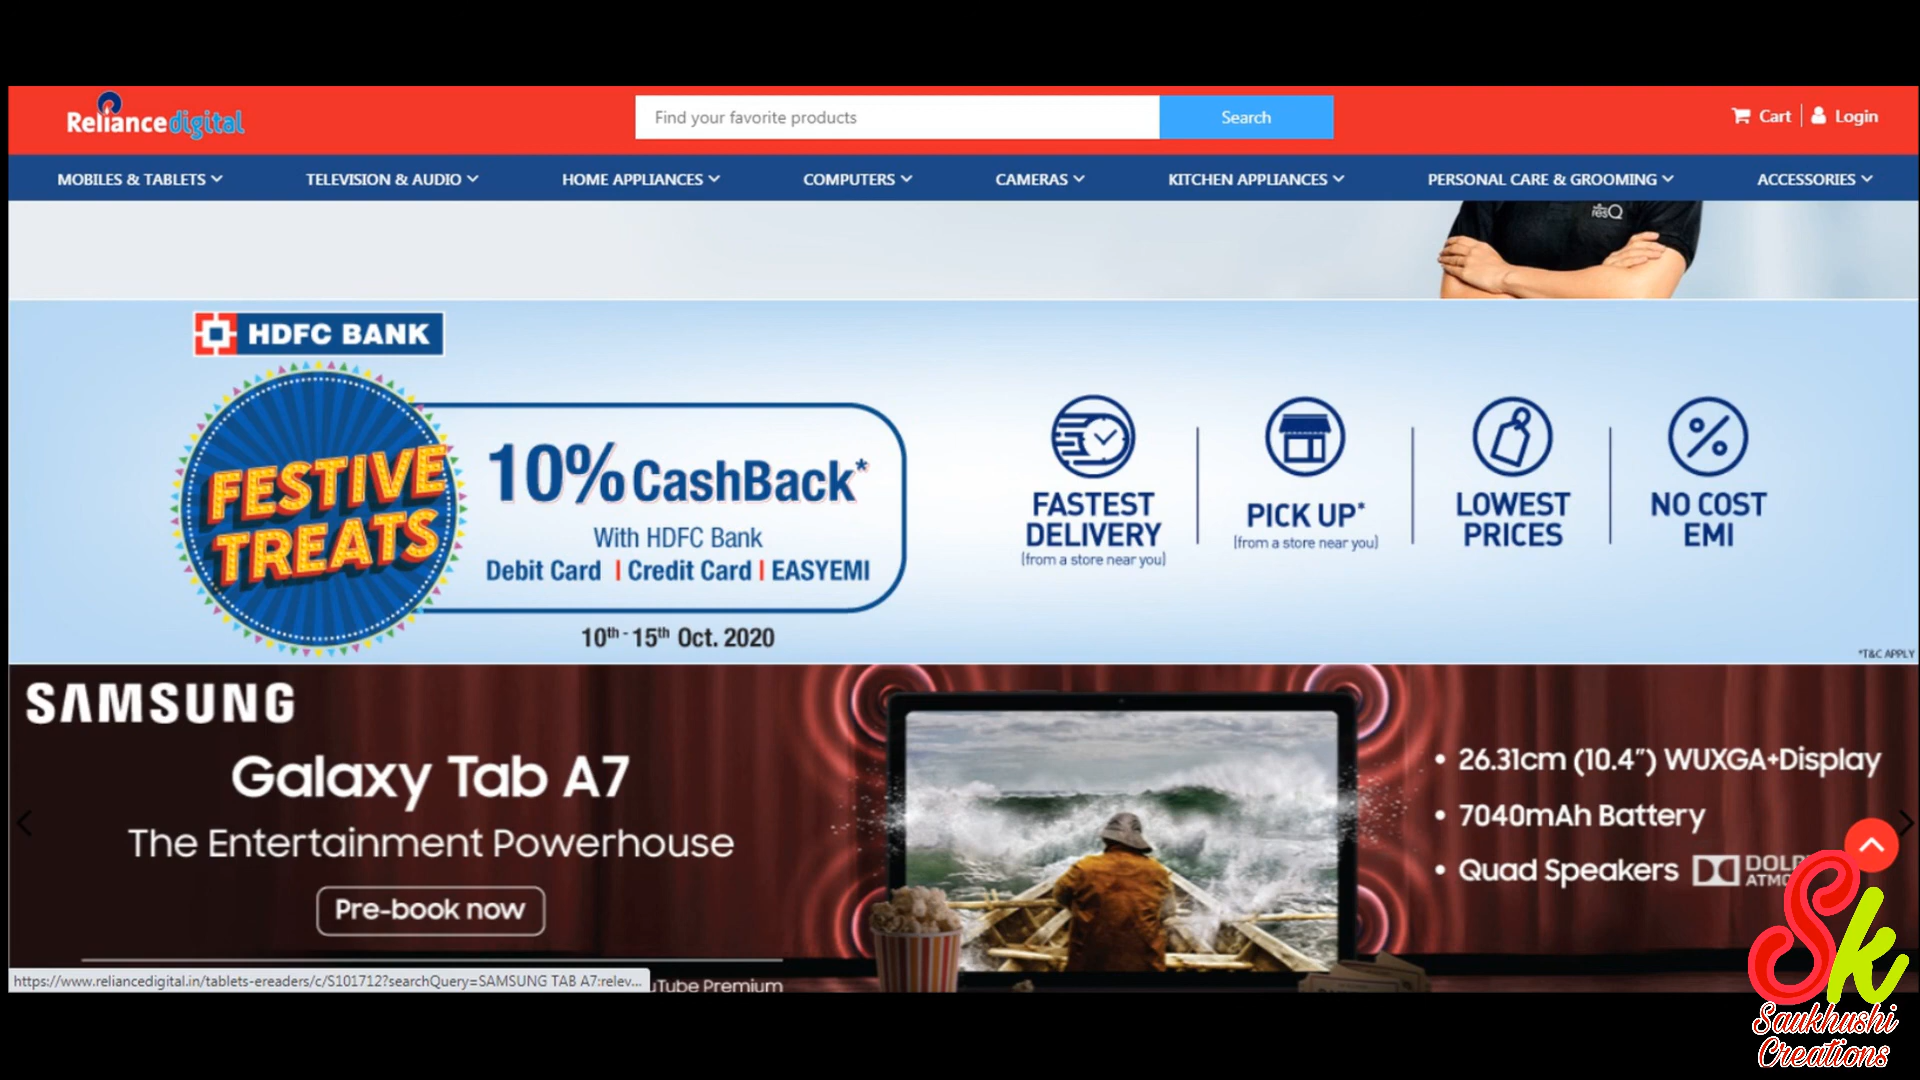 Reliance digital
Find your favorite products
Search
Cart
Login
MOBILES & TABLETS
TELEVISION & AUDIO
HOME APPLIANCES
COMPUTERS
CAMERAS
KITCHEN APPLIANCES
PERSONAL CARE & GROOMING
ACCESSORIES
resQ
HDFC BANK
FESTIVE
TREATS
10% CashBack*
With HDFC Bank
Debit Card | Credit Card | EASYEMI
10th - 15th Oct. 2020
FASTEST
DELIVERY
(from a store near you)
PICK UP*
(from a store near you)
LOWEST
PRICES
NO COST
EMI
*T&C APPLY
SAMSUNG
Galaxy Tab A7
The Entertainment Powerhouse
Pre-book now
• 26.31cm (10.4”) WUXGA+Display
• 7040mAh Battery
• Quad Speakers
https://www.reliancedigital.in/tablets-ereaders/c/S101712?searchQuery=SAMSUNG TAB A7:relev...
uTube Premium
Sk
Saukhushi
Creations